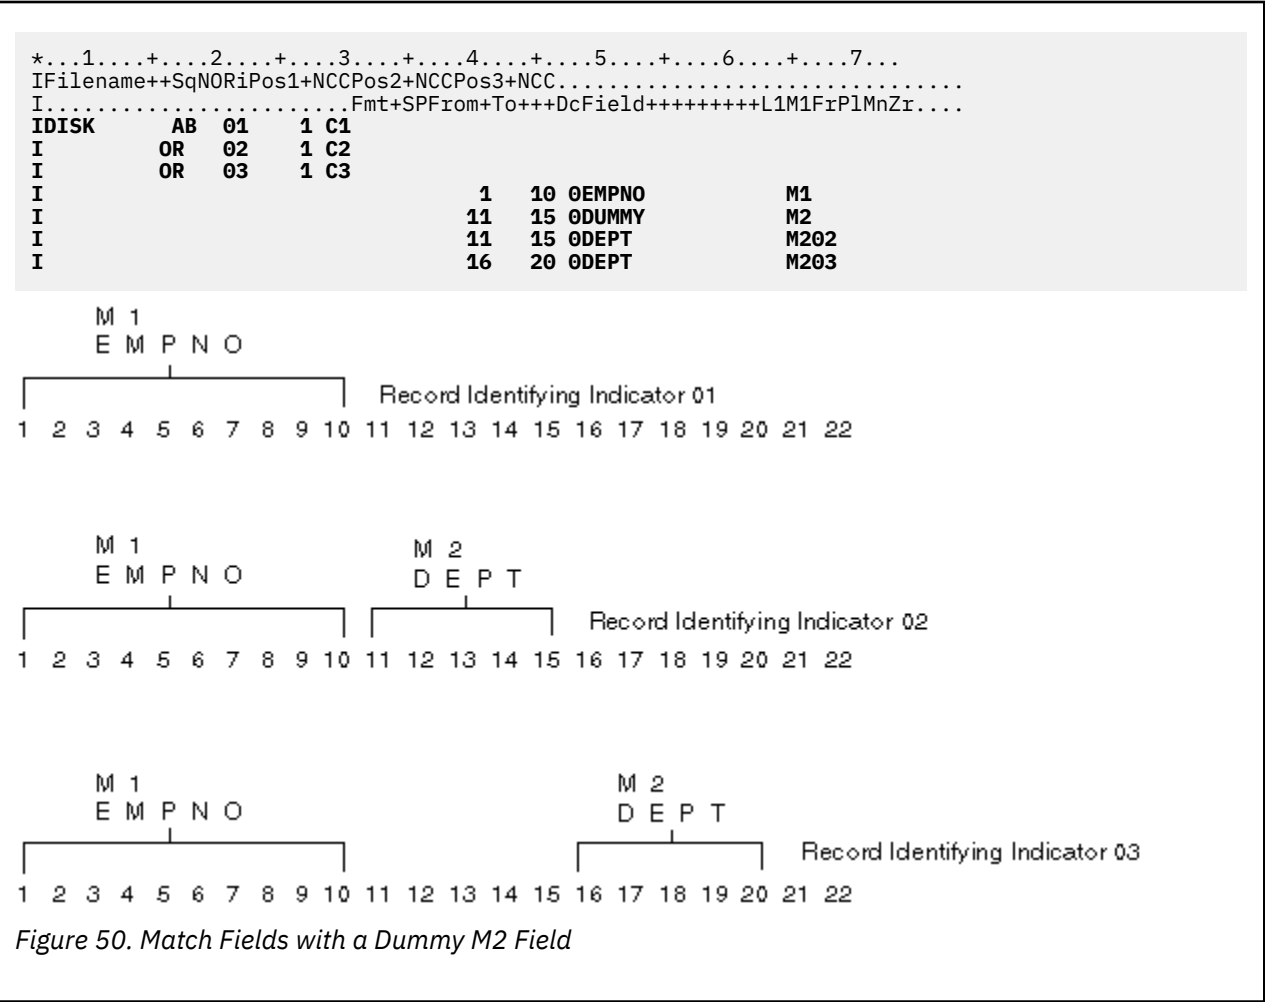 *...1....+....2....+....3....+....4....+....5....+....6....+....7...
IFilename++SqNORiPos1+NCCPos2+NCCPos3+NCC................................
I........................Fmt+SPFrom+To+++DcField+++++++++L1M1FrPlMnZr....
IDISK      AB  01    1 C1
I         OR   02    1 C2
I         OR   03    1 C3
I                                  1   10 0EMPNO           M1
I                                 11   15 0DUMMY           M2
I                                 11   15 0DEPT            M202
I                                 16   20 0DEPT            M203
M 1
E M P N O
Record Identifying Indicator 01
1 2 3 4 5 6 7 8 9 10 11 12 13 14 15 16 17 18 19 20 21 22
M 1 M 2
E M P N O D E P T
Record Identifying Indicator 02
1 2 3 4 5 6 7 8 9 10 11 12 13 14 15 16 17 18 19 20 21 22
M 1 M 2
E M P N O D E P T
Record Identifying Indicator 03
1 2 3 4 5 6 7 8 9 10 11 12 13 14 15 16 17 18 19 20 21 22
Figure 50. Match Fields with a Dummy M2 Field